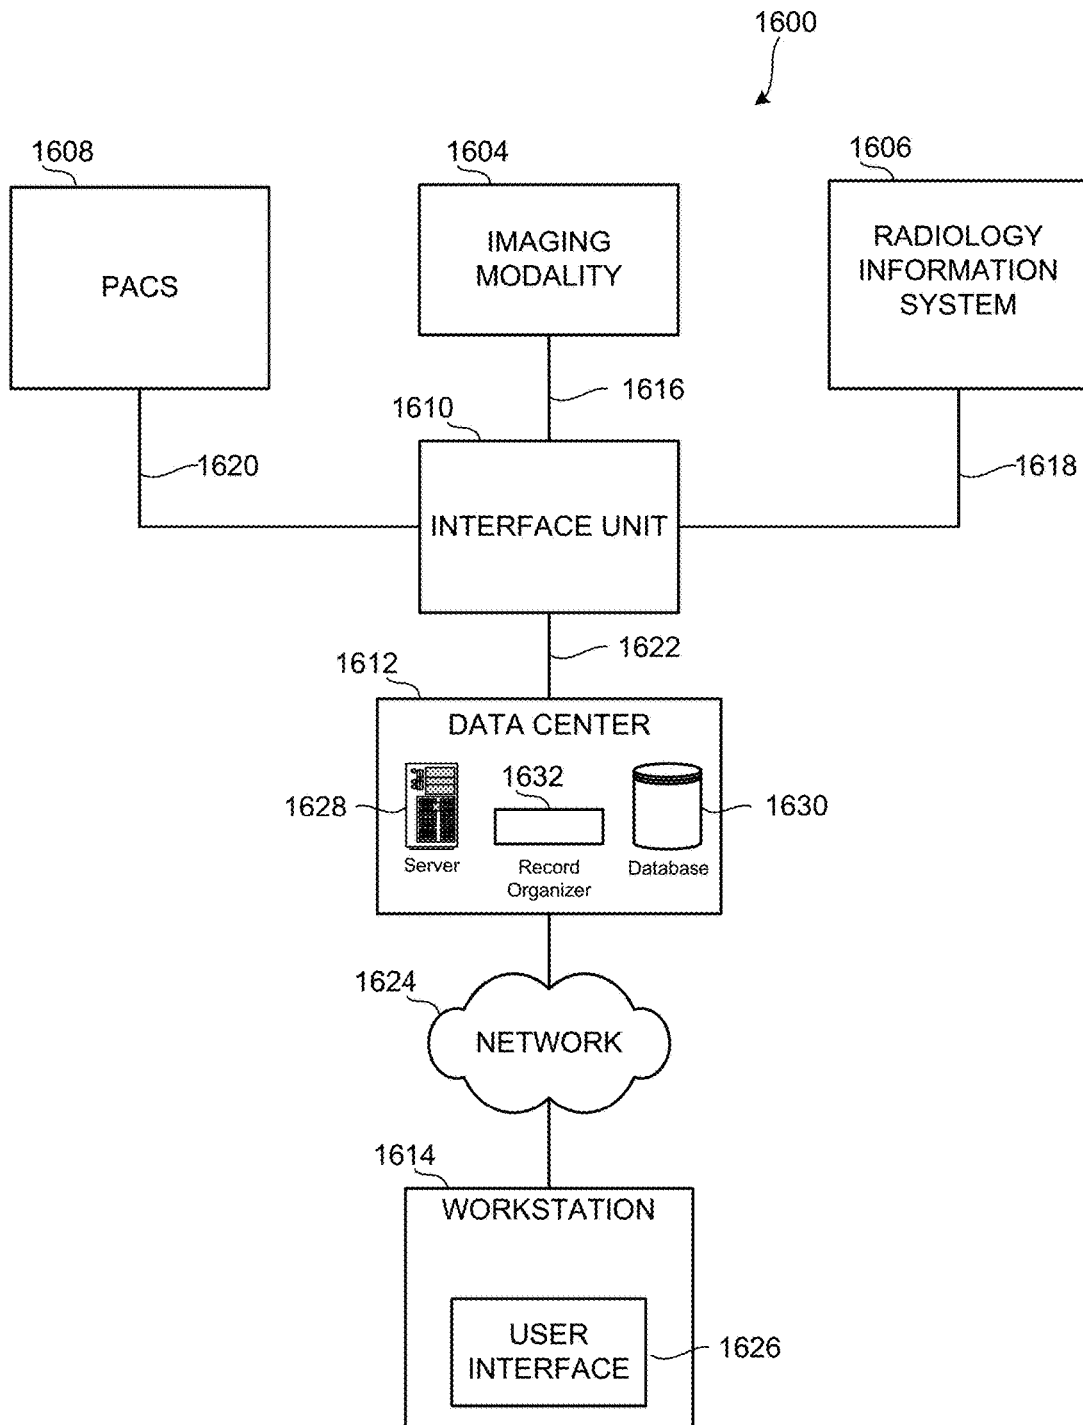 1600
1608
1604
1606
PACS
IMAGING
MODALITY
RADIOLOGY
INFORMATION
SYSTEM
1616
1610
1620
1618
INTERFACE UNIT
1622
1612
DATA CENTER
1628
1632
1630
Server
Record
Organizer
Database
1624
NETWORK
1614
WORKSTATION
USER
INTERFACE
1626